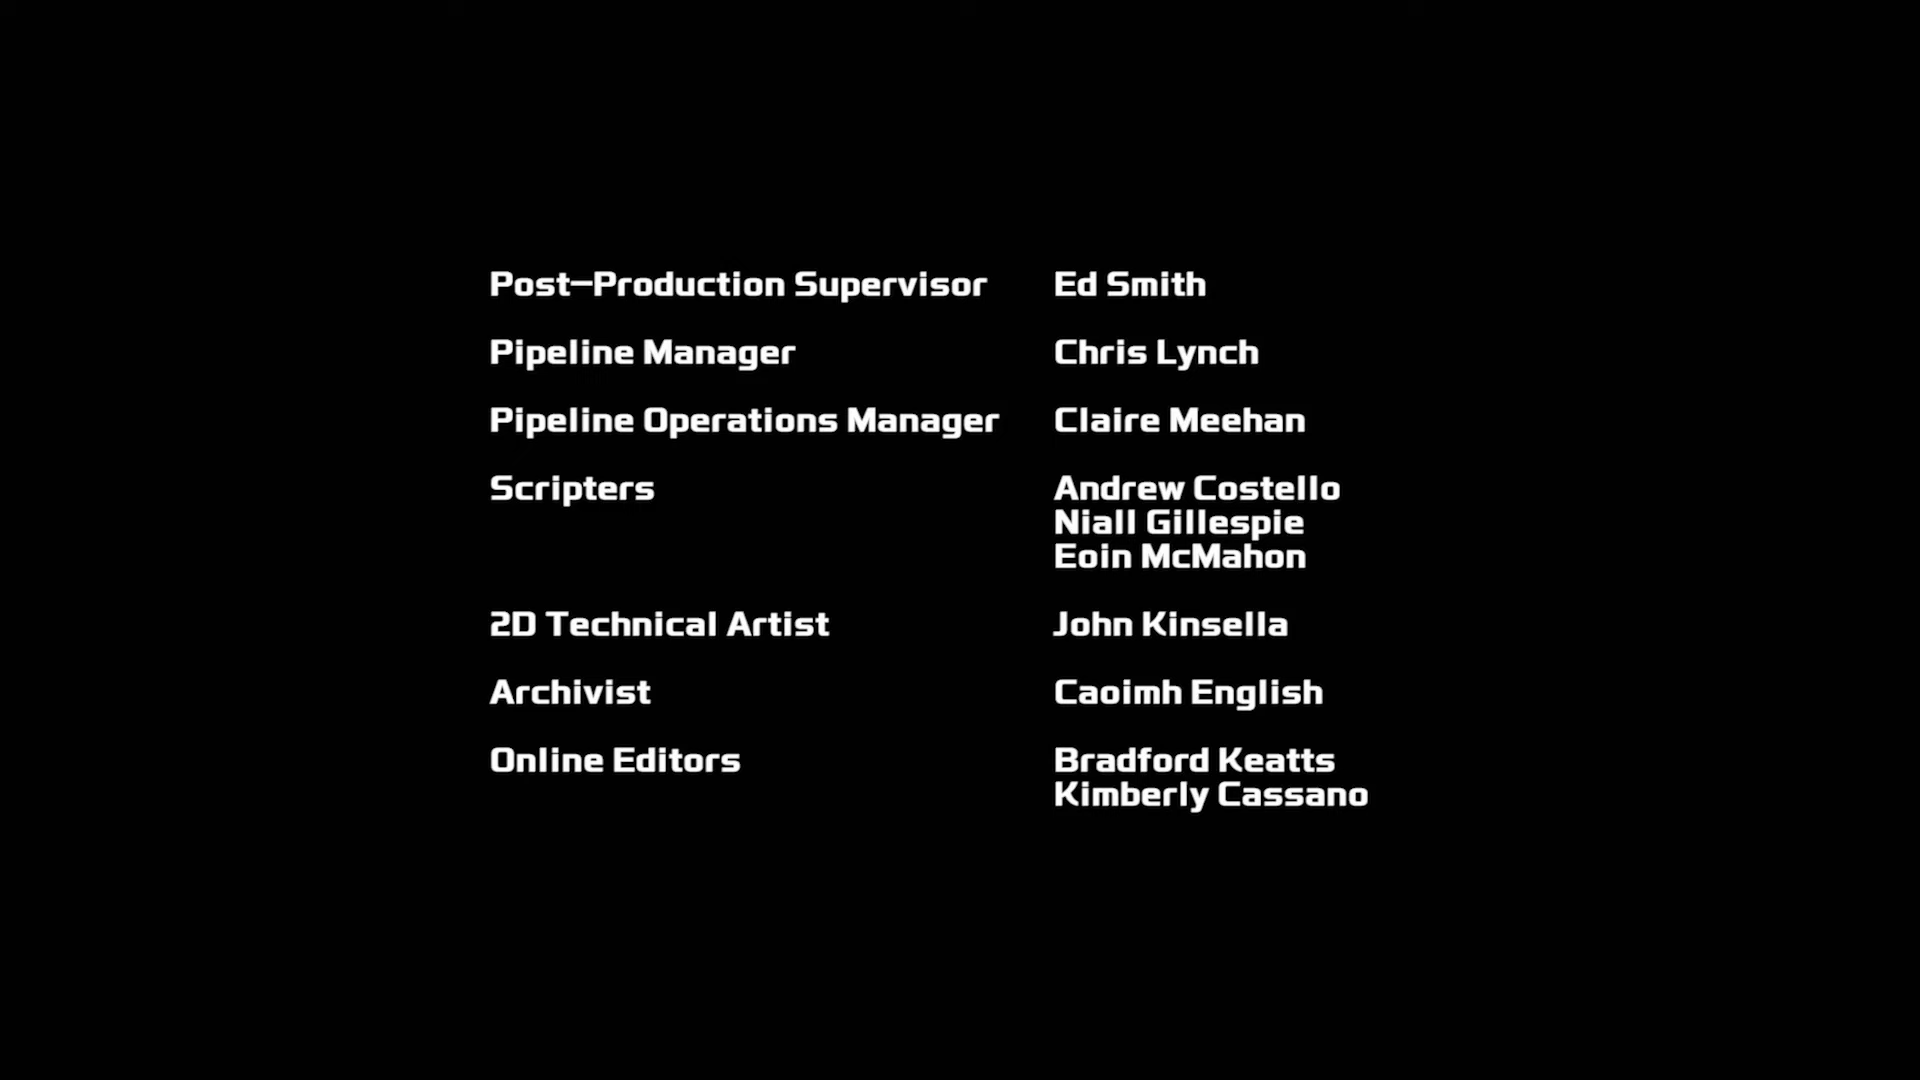 Post–Production Supervisor Ed Smith
Pipeline Manager Chris Lynch
Pipeline Operations Manager Claire Meehan
Scripters Andrew Costello
Niall Gillespie
Eoin McMahon
2D Technical Artist John Kinsella
Archivist Caoimh English
Online Editors Bradford Keatts
Kimberly Cassano